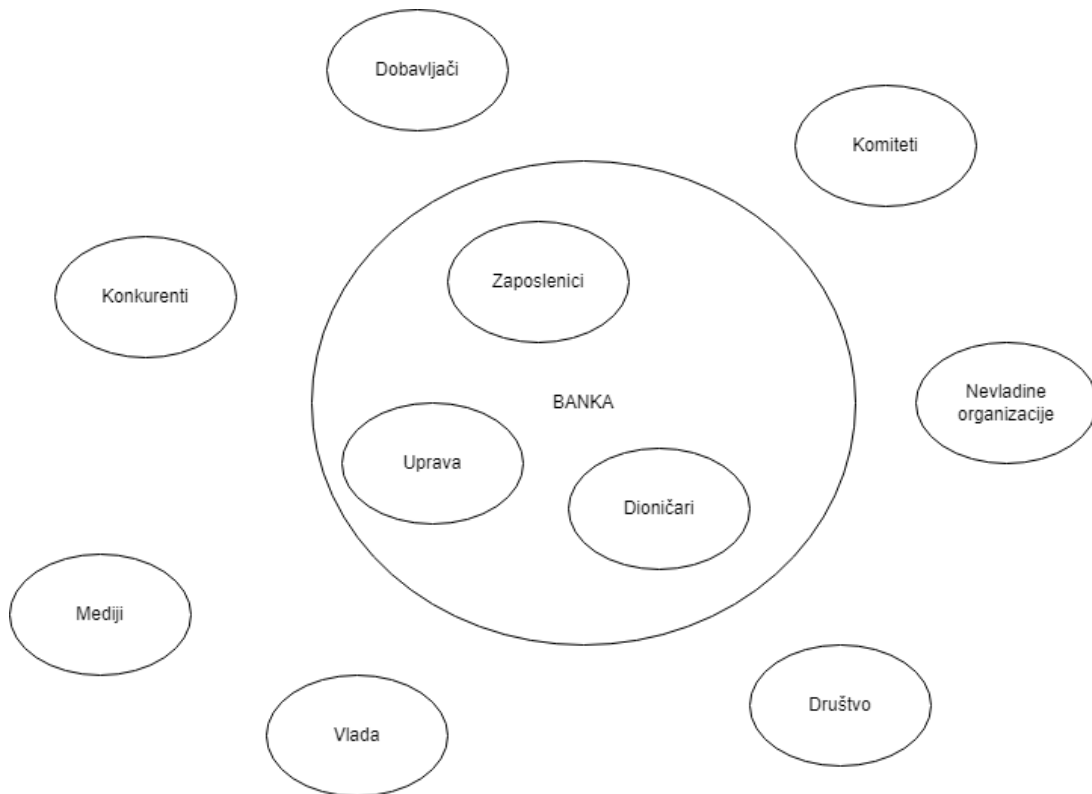 Dobavljači
Komiteti
Zaposlenici
Konkurenti
BANKA
Nevladine
organizacije
Uprava
Dioničari
Mediji
Društvo
Vlada